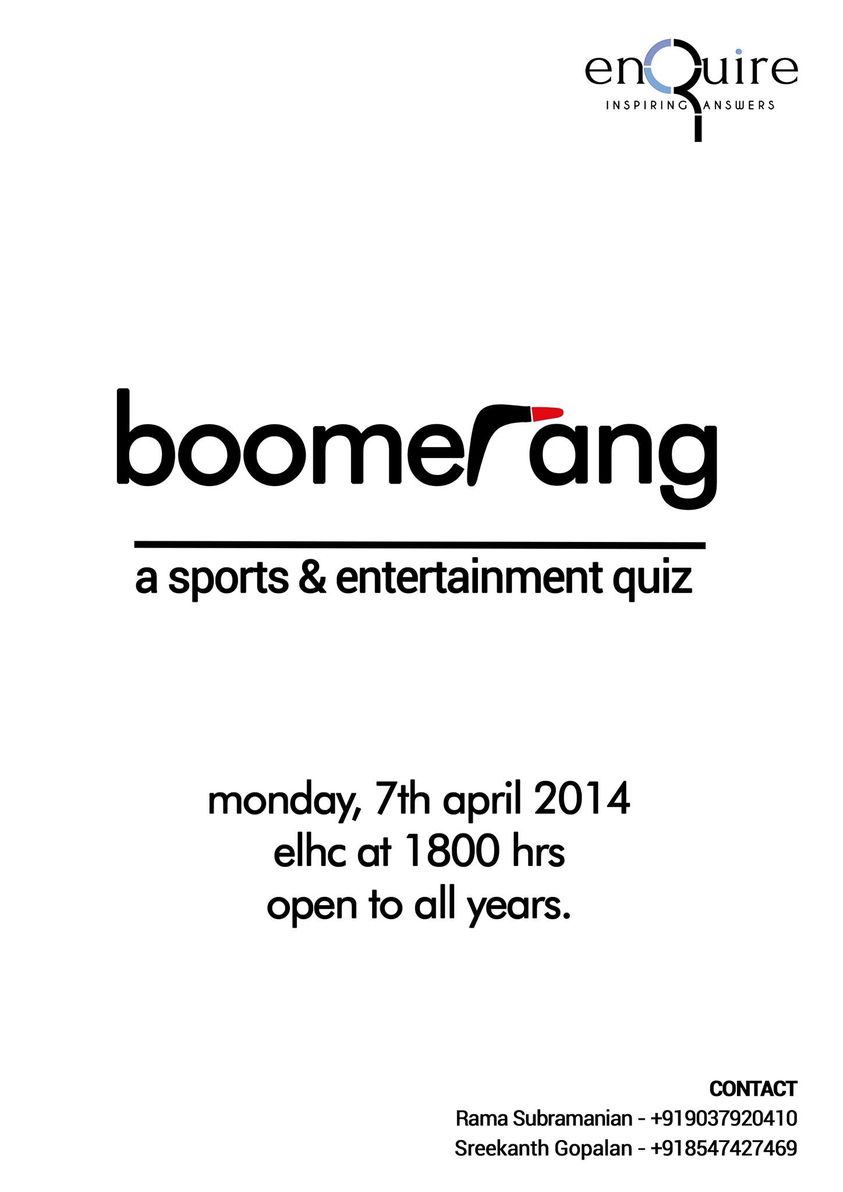 enQuire
INSPIRING ANSWERS
boomerang
a sports & entertainment quiz
monday, 7th april 2014
elhc at 1800 hrs
open to all years.
CONTACT
Rama Subramanian - +919037920410
Sreekanth Gopalan - +918547427469